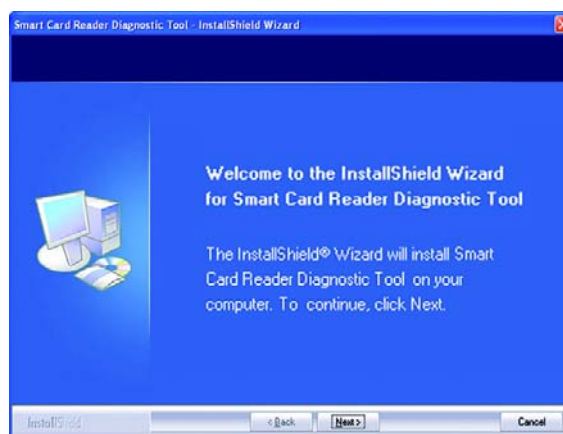 Smart Card Reader Diagnostic Tool - InstallShield Wizard
Welcome to the InstallShield Wizard
for Smart Card Reader Diagnostic Tool
The InstallShield® Wizard will install Smart
Card Reader Diagnostic Tool on your
computer. To continue, click Next.
InstallShield
< Back
Next >
Cancel